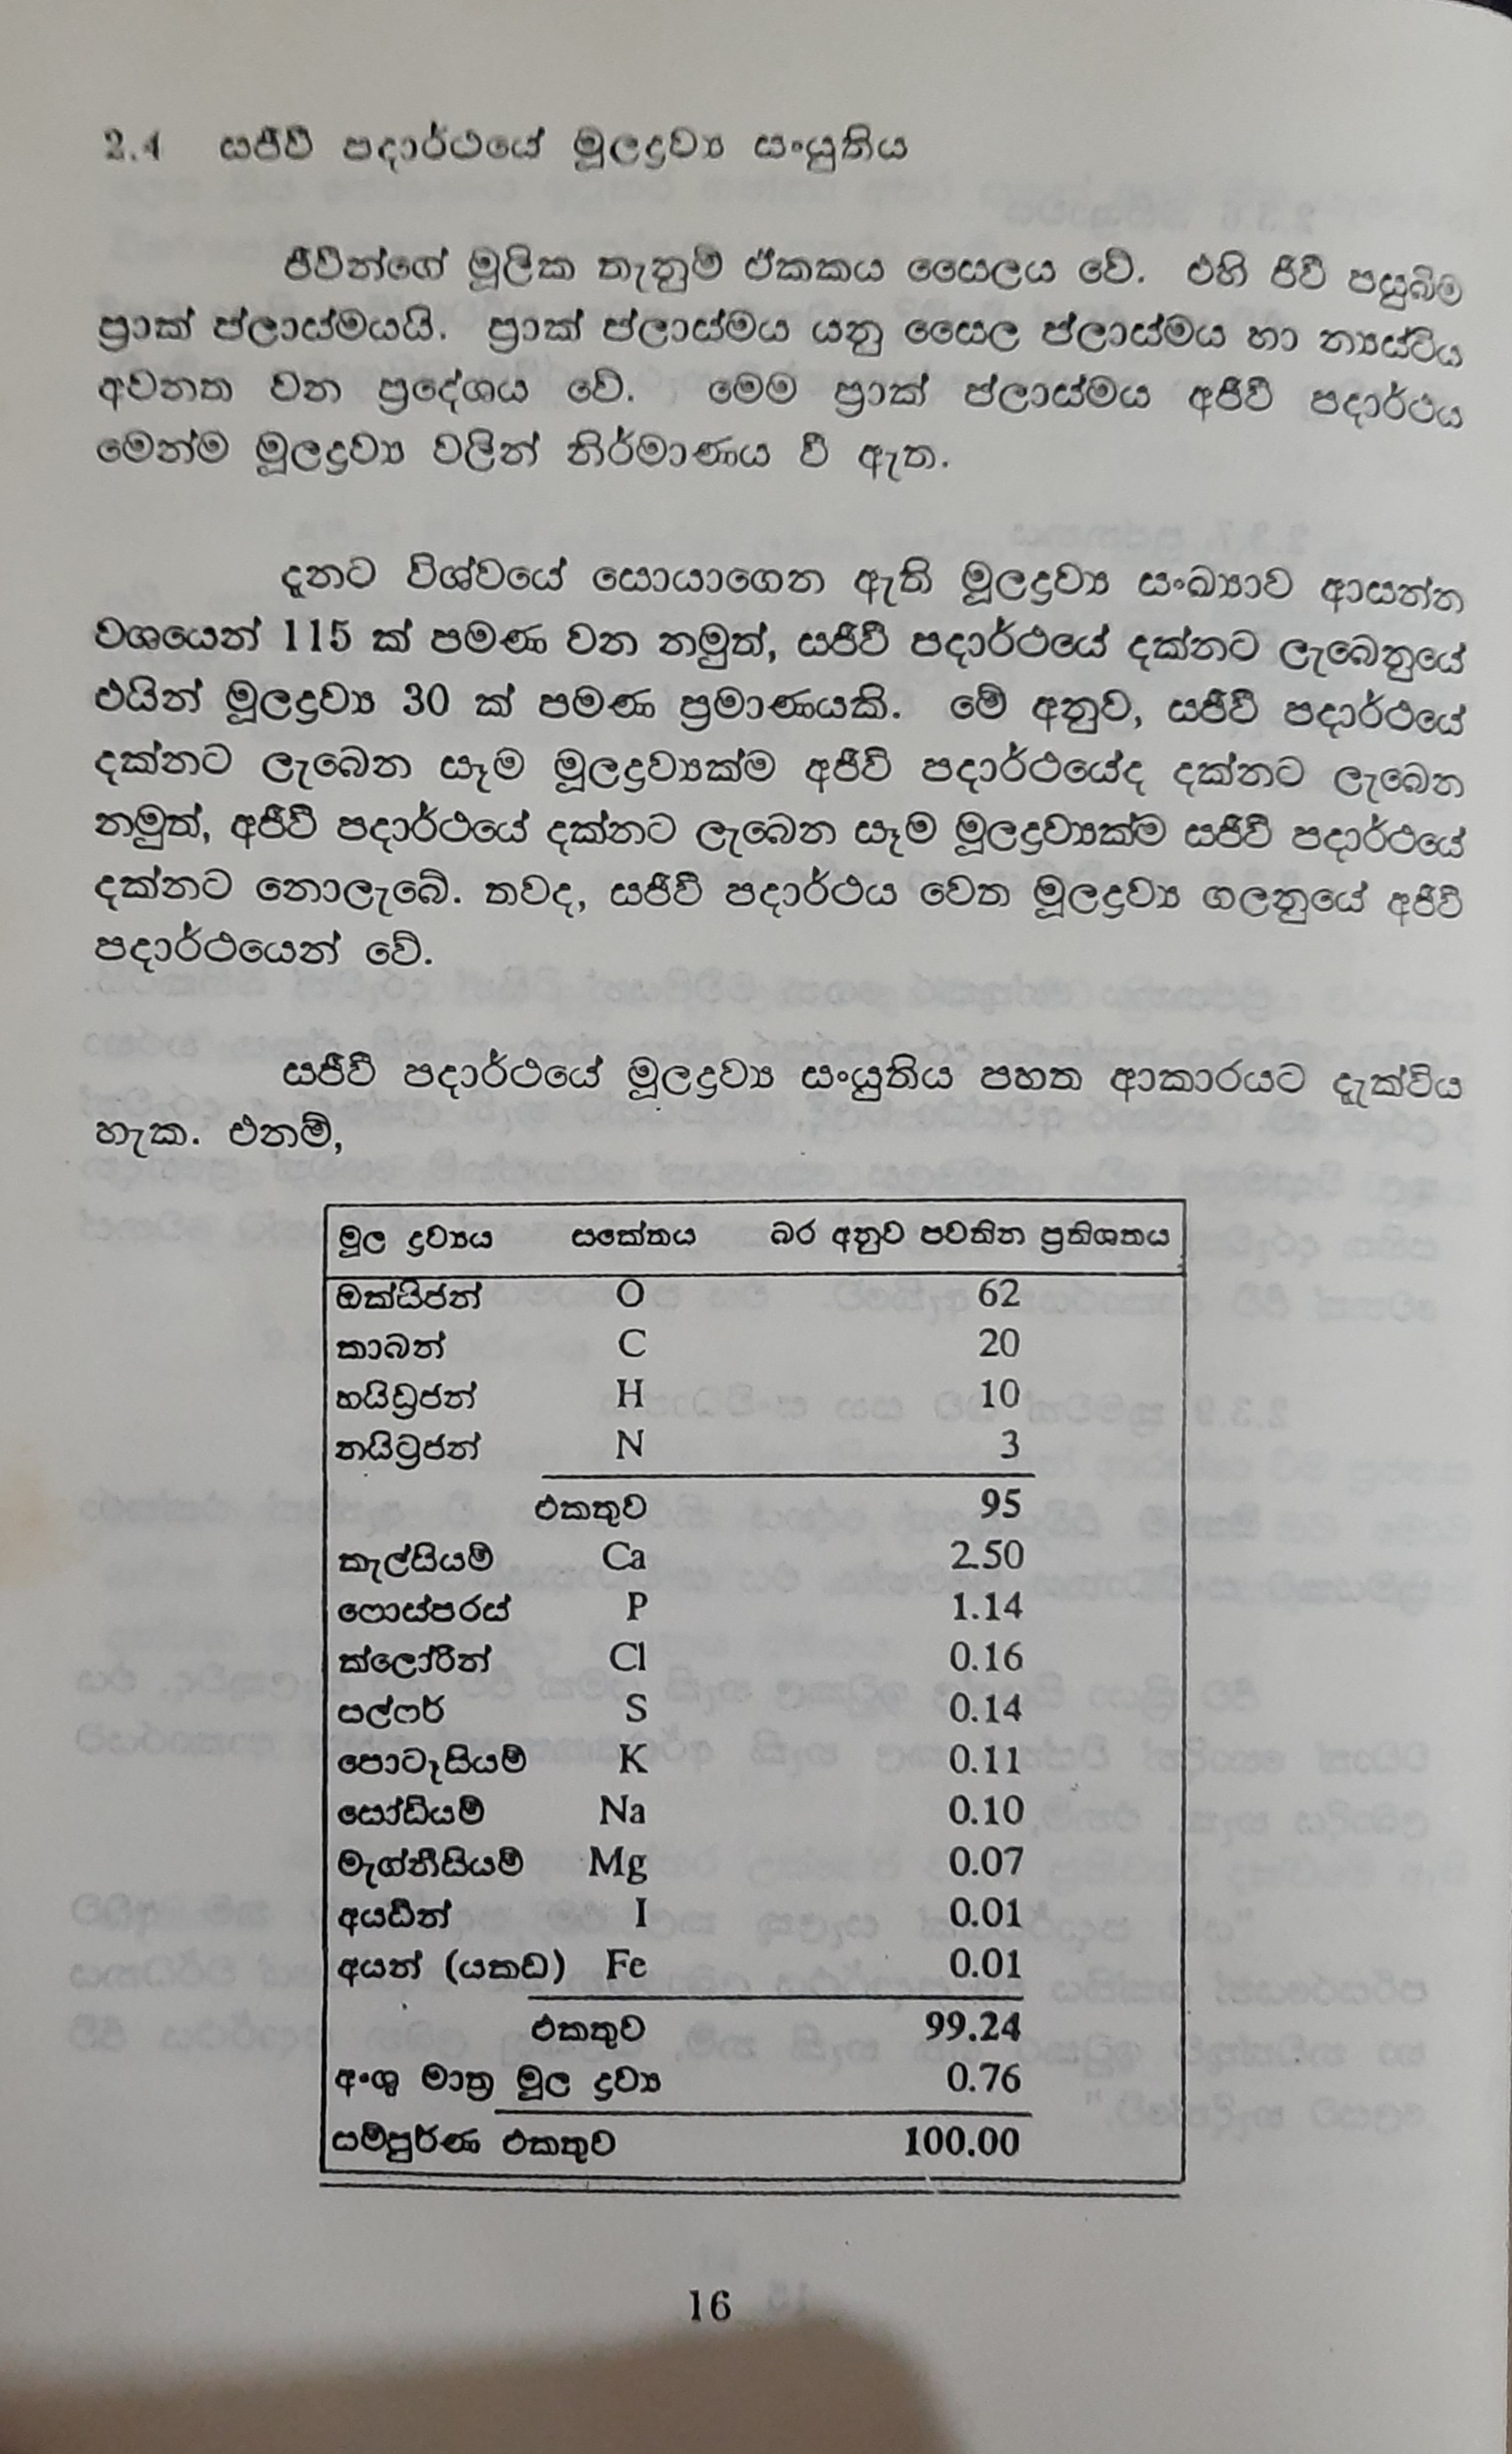 2.4 සජීවී පදාර්ථයේ මූලද්‍රව්‍ය සංයුතිය
ජීවීන්ගේ මූලික තැනුම් ඒකකය සෛලය වේ. එහි ජීවී පසුබිම
ප්‍රාක් ප්ලාස්මයයි. ප්‍රාක් ප්ලාස්මය යනු සෛල ප්ලාස්මය හා න්‍යෂ්ටිය
අවනත වන ප්‍රදේශය වේ. මෙම ප්‍රාක් ප්ලාස්මය අජීවී පදාර්ථය
මෙන්ම මූලද්‍රව්‍ය වලින් නිර්මාණය වී ඇත.
දැනට විශ්වයේ සොයාගෙන ඇති මූලද්‍රව්‍ය සංඛ්‍යාව ආසන්න
වශයෙන් 115 ක් පමණ වන නමුත්, සජීවී පදාර්ථයේ දක්නට ලැබෙනුයේ
එයින් මූලද්‍රව්‍ය 30 ක් පමණ ප්‍රමාණයකි. මේ අනුව, සජීවී පදාර්ථයේ
දක්නට ලැබෙන සෑම මූලද්‍රව්‍යක්ම අජීවී පදාර්ථයේද දක්නට ලැබෙන
නමුත්, අජීවී පදාර්ථයේ දක්නට ලැබෙන සෑම මූලද්‍රව්‍යක්ම සජීවී පදාර්ථයේ
දක්නට නොලැබේ. තවද, සජීවී පදාර්ථය වෙත මූලද්‍රව්‍ය ගලනුයේ අජීවී
පදාර්ථයෙන් වේ.
සජීවී පදාර්ථයේ මූලද්‍රව්‍ය සංයුතිය පහත ආකාරයට දැක්විය
හැක. එනම්,
මූල ද්‍රව්‍යය සංකේතය බර අනුව පවතින ප්‍රතිශතය
ඔක්සිජන් O 62
කාබන් C 20
හයිඩ්‍රජන් H 10
නයිට්‍රජන් N 3
එකතුව 95
කැල්සියම් Ca 2.50
ෆොස්පරස් P 1.14
ක්ලෝරීන් Cl 0.16
සල්ෆර් S 0.14
පොටෑසියම් K 0.11
සෝඩියම් Na 0.10
මැග්නීසියම් Mg 0.07
අයඩීන් I 0.01
අයන් (යකඩ) Fe 0.01
එකතුව 99.24
අංශු මාත්‍ර මූල ද්‍රව්‍ය 0.76
සම්පුර්ණ එකතුව 100.00
16